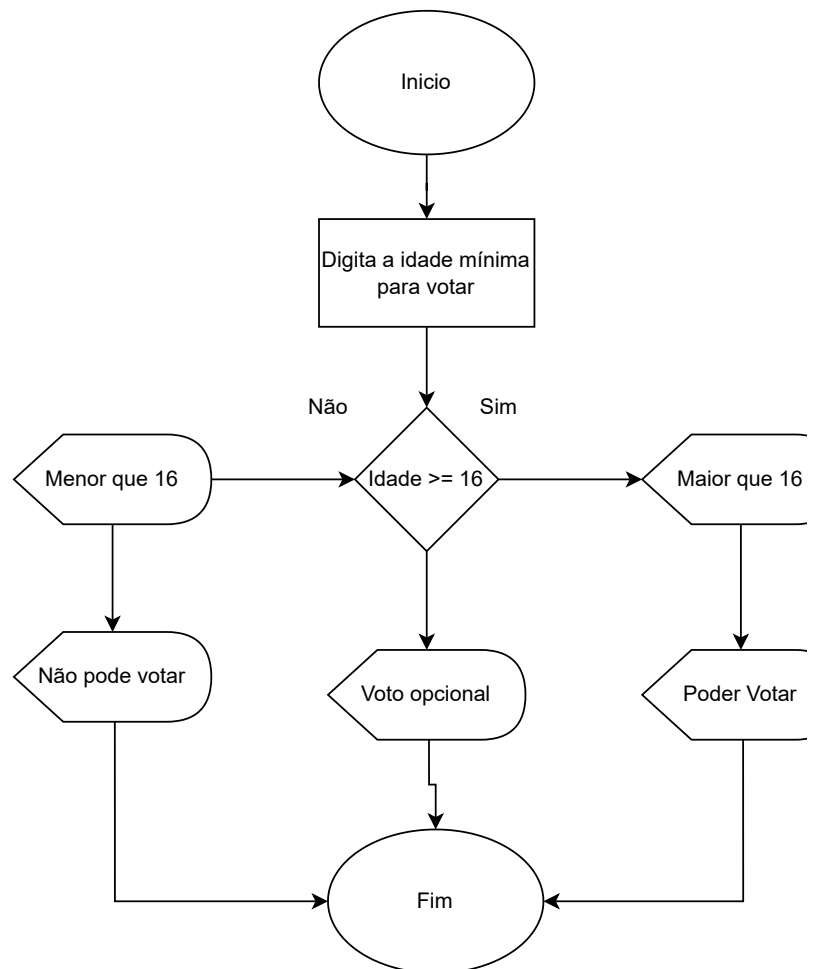 Inicio
Digita a idade mínima
para votar
Não
Sim
Menor que 16
Idade >= 16
Maior que 16
Não pode votar
Voto opcional
Poder Votar
Fim